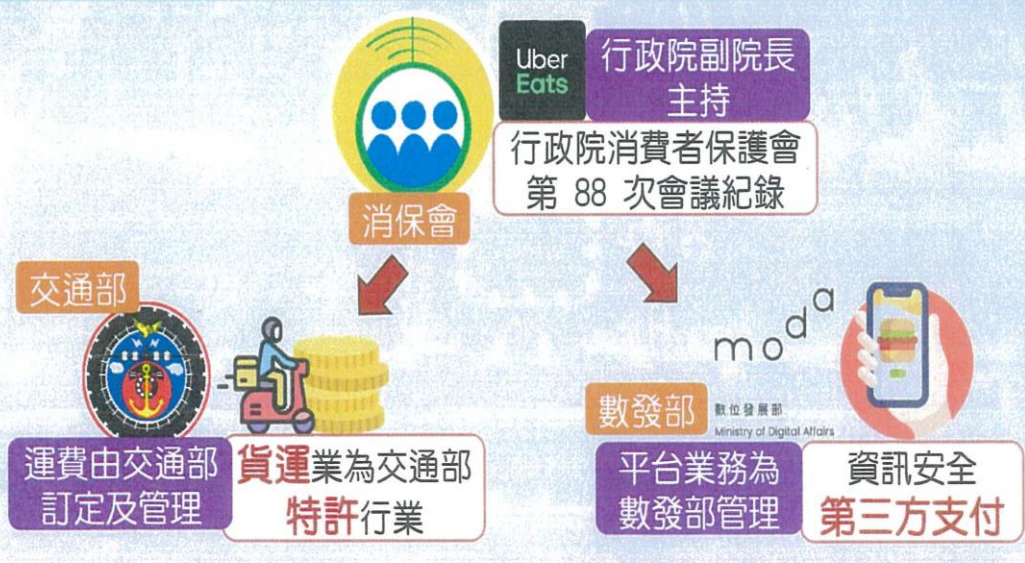 Uber
Eats
行政院副院長
主持
行政院消費者保護會
第 88 次會議紀錄
消保會
交通部
運費由交通部
訂定及管理
貨運業為交通部
特許行業
moda
數發部
數位發展部
Ministry of Digital Affairs
平台業務為
數發部管理
資訊安全
第三方支付